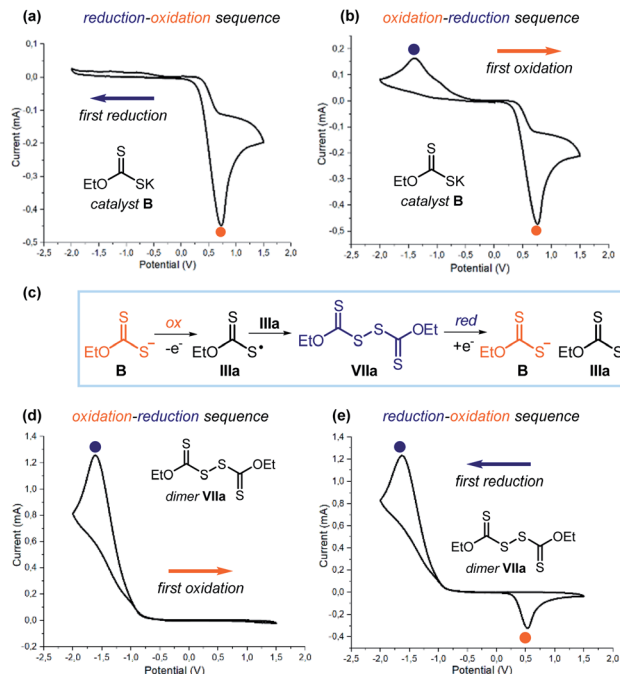 (a) reduction-oxidation sequence
0,1
0,0
-0,1
-0,2
-0,3
-0,4
-0,5
Current (mA)
first reduction
S
EtO
SK
catalyst B
-2,5 -2,0 -1,5 -1,0 -0,5 0,0 0,5 1,0 1,5 2,0
Potential (V)
(b) oxidation-reduction sequence
0,2
0,1
0,0
-0,1
-0,2
-0,3
-0,4
-0,5
Current (mA)
first oxidation
S
EtO
SK
catalyst B
-2,5 -2,0 -1,5 -1,0 -0,5 0,0 0,5 1,0 1,5 2,0
Potential (V)
(c)
S
EtO
S−
B
ox
-e-
S
EtO
S•
IIIa
IIIa
S
EtO
S
S
OEt
S
VIIa
red
+e-
S
EtO
S−
B
S
EtO
IIIa
(d) oxidation-reduction sequence
1,4
1,2
1,0
0,8
0,6
0,4
0,2
0,0
-0,2
Current (mA)
S
EtO
S
S
OEt
S
dimer VIIa
first oxidation
-2,5 -2,0 -1,5 -1,0 -0,5 0,0 0,5 1,0 1,5 2,0
Potential (V)
(e) reduction-oxidation sequence
1,4
1,2
1,0
0,8
0,6
0,4
0,2
0,0
-0,2
-0,4
Current (mA)
first reduction
S
EtO
S
S
OEt
S
dimer VIIa
-2,5 -2,0 -1,5 -1,0 -0,5 0,0 0,5 1,0 1,5 2,0
Potential (V)